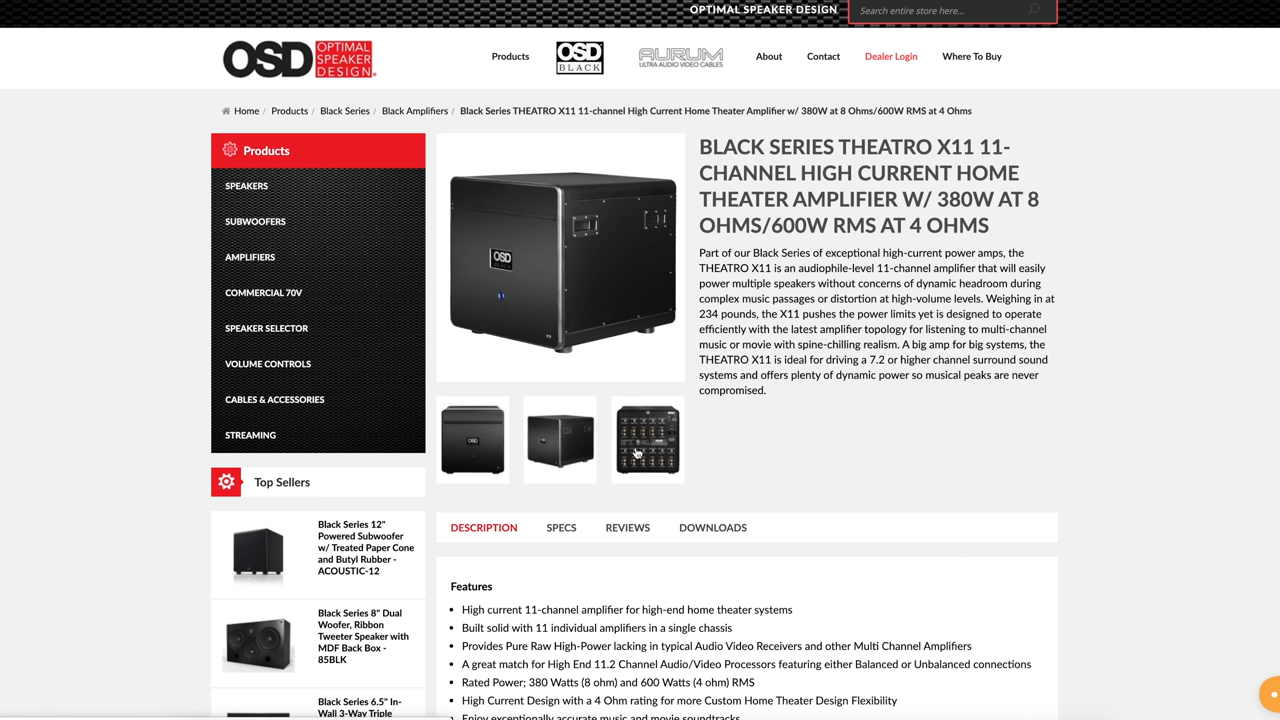 OPTIMAL SPEAKER DESIGN
Search entire store here...
OSD OPTIMAL SPEAKER DESIGN
Products
OSD BLACK
AURUM ULTRA AUDIO VIDEO CABLES
About
Contact
Dealer Login
Where To Buy
Home / Products / Black Series / Black Amplifiers / Black Series THEATRO X11 11-channel High Current Home Theater Amplifier w/ 380W at 8 Ohms/600W RMS at 4 Ohms
Products
SPEAKERS
SUBWOOFERS
AMPLIFIERS
COMMERCIAL 70V
SPEAKER SELECTOR
VOLUME CONTROLS
CABLES & ACCESSORIES
STREAMING
Top Sellers
Black Series 12"
Powered Subwoofer
w/ Treated Paper Cone
and Butyl Rubber -
ACOUSTIC-12
Black Series 8" Dual
Woofer, Ribbon
Tweeter Speaker with
MDF Back Box -
85BLK
Black Series 6.5" In-
Wall 3-Way Triple
OSD
OSD
BLACK SERIES THEATRO X11 11-
CHANNEL HIGH CURRENT HOME
THEATER AMPLIFIER W/ 380W AT 8
OHMS/600W RMS AT 4 OHMS
Part of our Black Series of exceptional high-current power amps, the
THEATRO X11 is an audiophile-level 11-channel amplifier that will easily
power multiple speakers without concerns of dynamic headroom during
complex music passages or distortion at high-volume levels. Weighing in at
234 pounds, the X11 pushes the power limits yet is designed to operate
efficiently with the latest amplifier topology for listening to multi-channel
music or movie with spine-chilling realism. A big amp for big systems, the
THEATRO X11 is ideal for driving a 7.2 or higher channel surround sound
systems and offers plenty of dynamic power so musical peaks are never
compromised.
DESCRIPTION
SPECS
REVIEWS
DOWNLOADS
Features
• High current 11-channel amplifier for high-end home theater systems
• Built solid with 11 individual amplifiers in a single chassis
• Provides Pure Raw High-Power lacking in typical Audio Video Receivers and other Multi Channel Amplifiers
• A great match for High End 11.2 Channel Audio/Video Processors featuring either Balanced or Unbalanced connections
• Rated Power; 380 Watts (8 ohm) and 600 Watts (4 ohm) RMS
• High Current Design with a 4 Ohm rating for more Custom Home Theater Design Flexibility
• Enjoy exceptionally accurate music and movie soundtracks